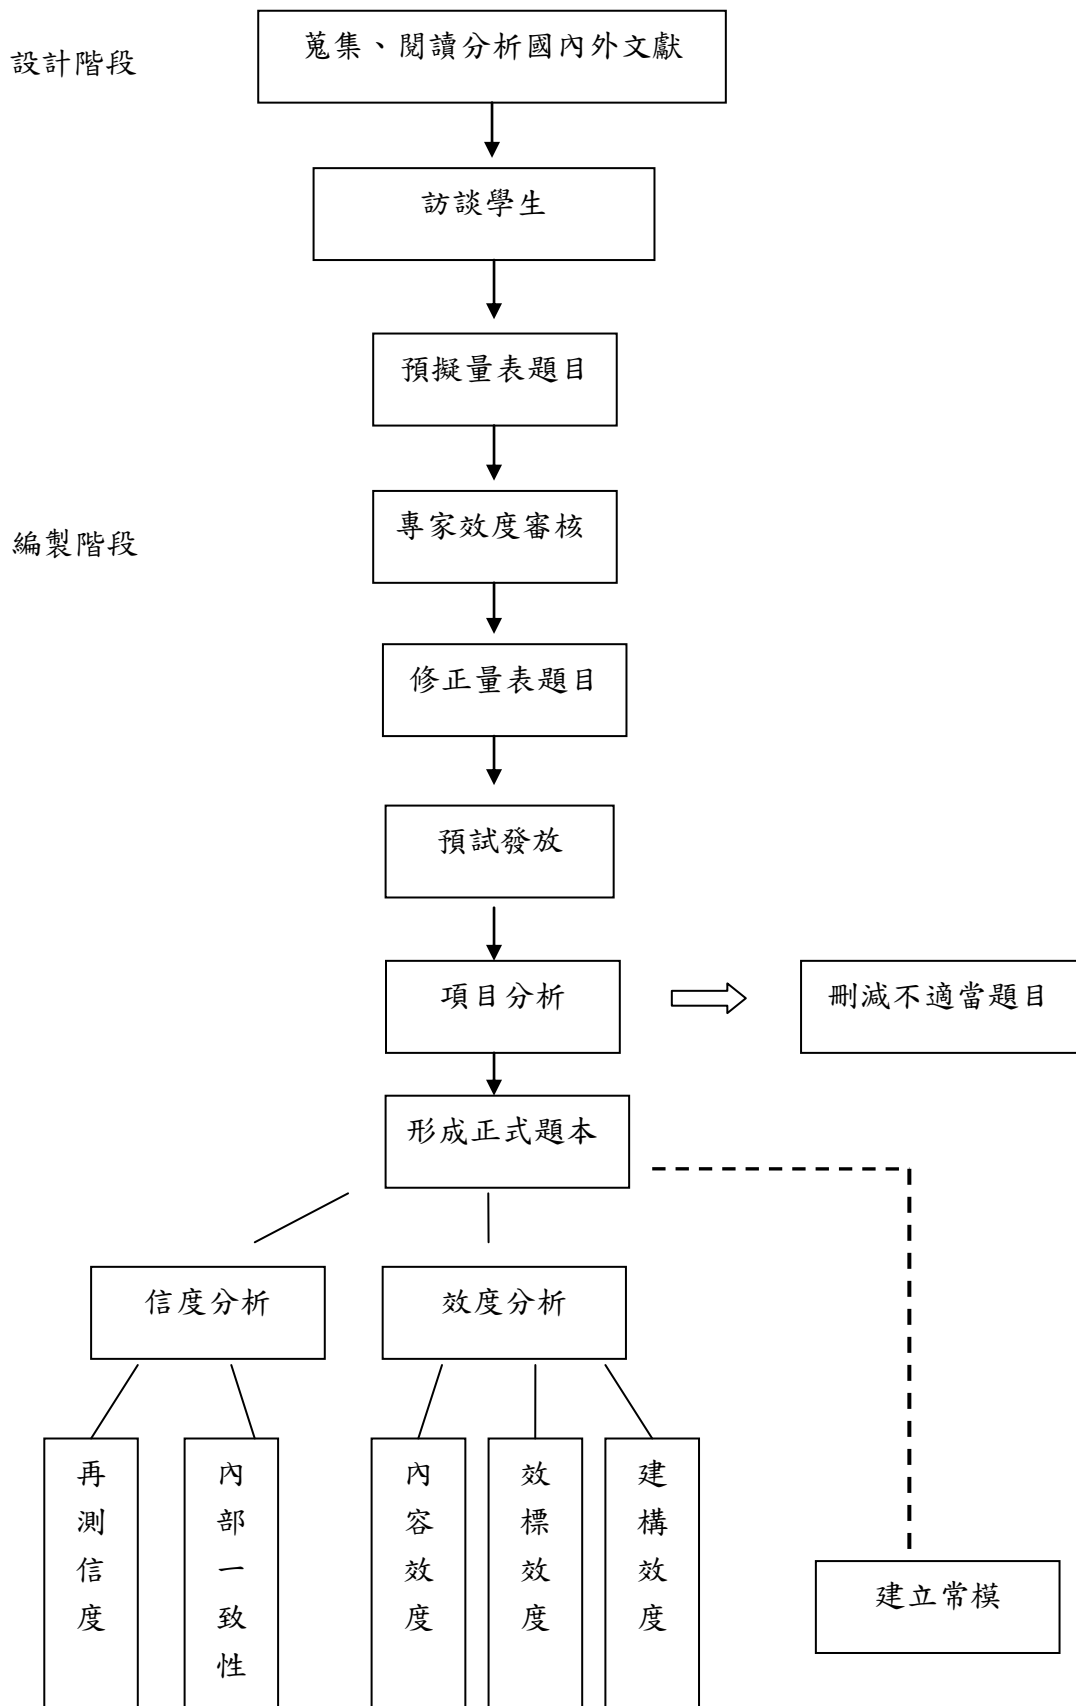 設計階段
蒐集、閱讀分析國內外文獻
訪談學生
預擬量表題目
編製階段
專家效度審核
修正量表題目
預試發放
項目分析
刪減不適當題目
形成正式題本
信度分析
效度分析
再測信度
內部一致性
內容效度
效標效度
建構效度
建立常模